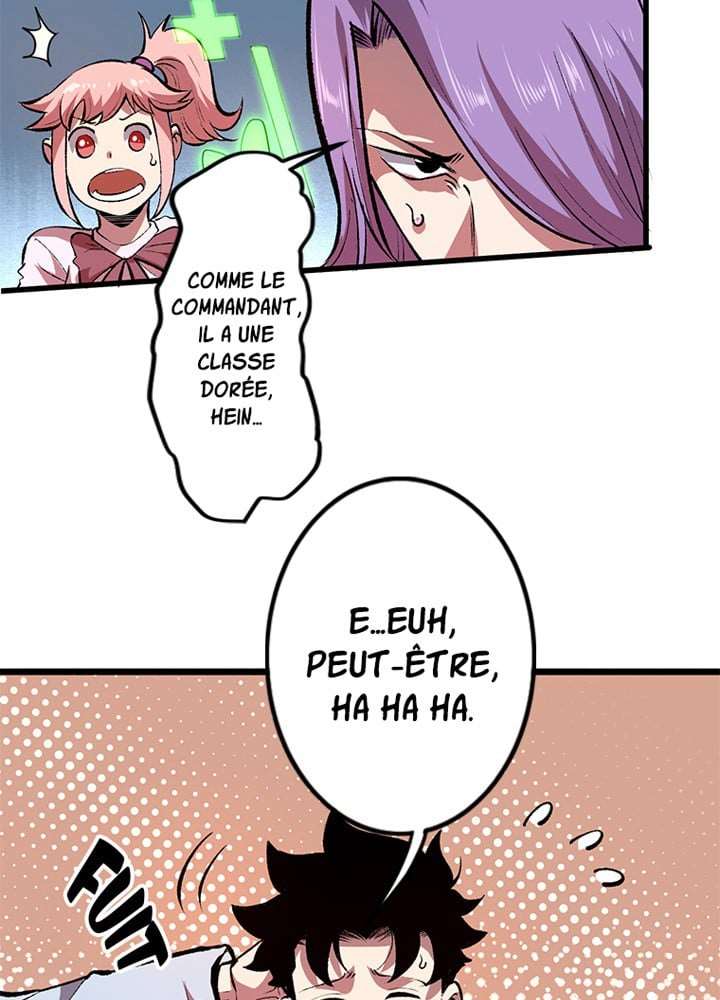 COMME LE
COMMANDANT,
IL A UNE
CLASSE
DORÉE,
HEIN...
E...EUH,
PEUT-ÊTRE,
HA HA HA.
FUIT